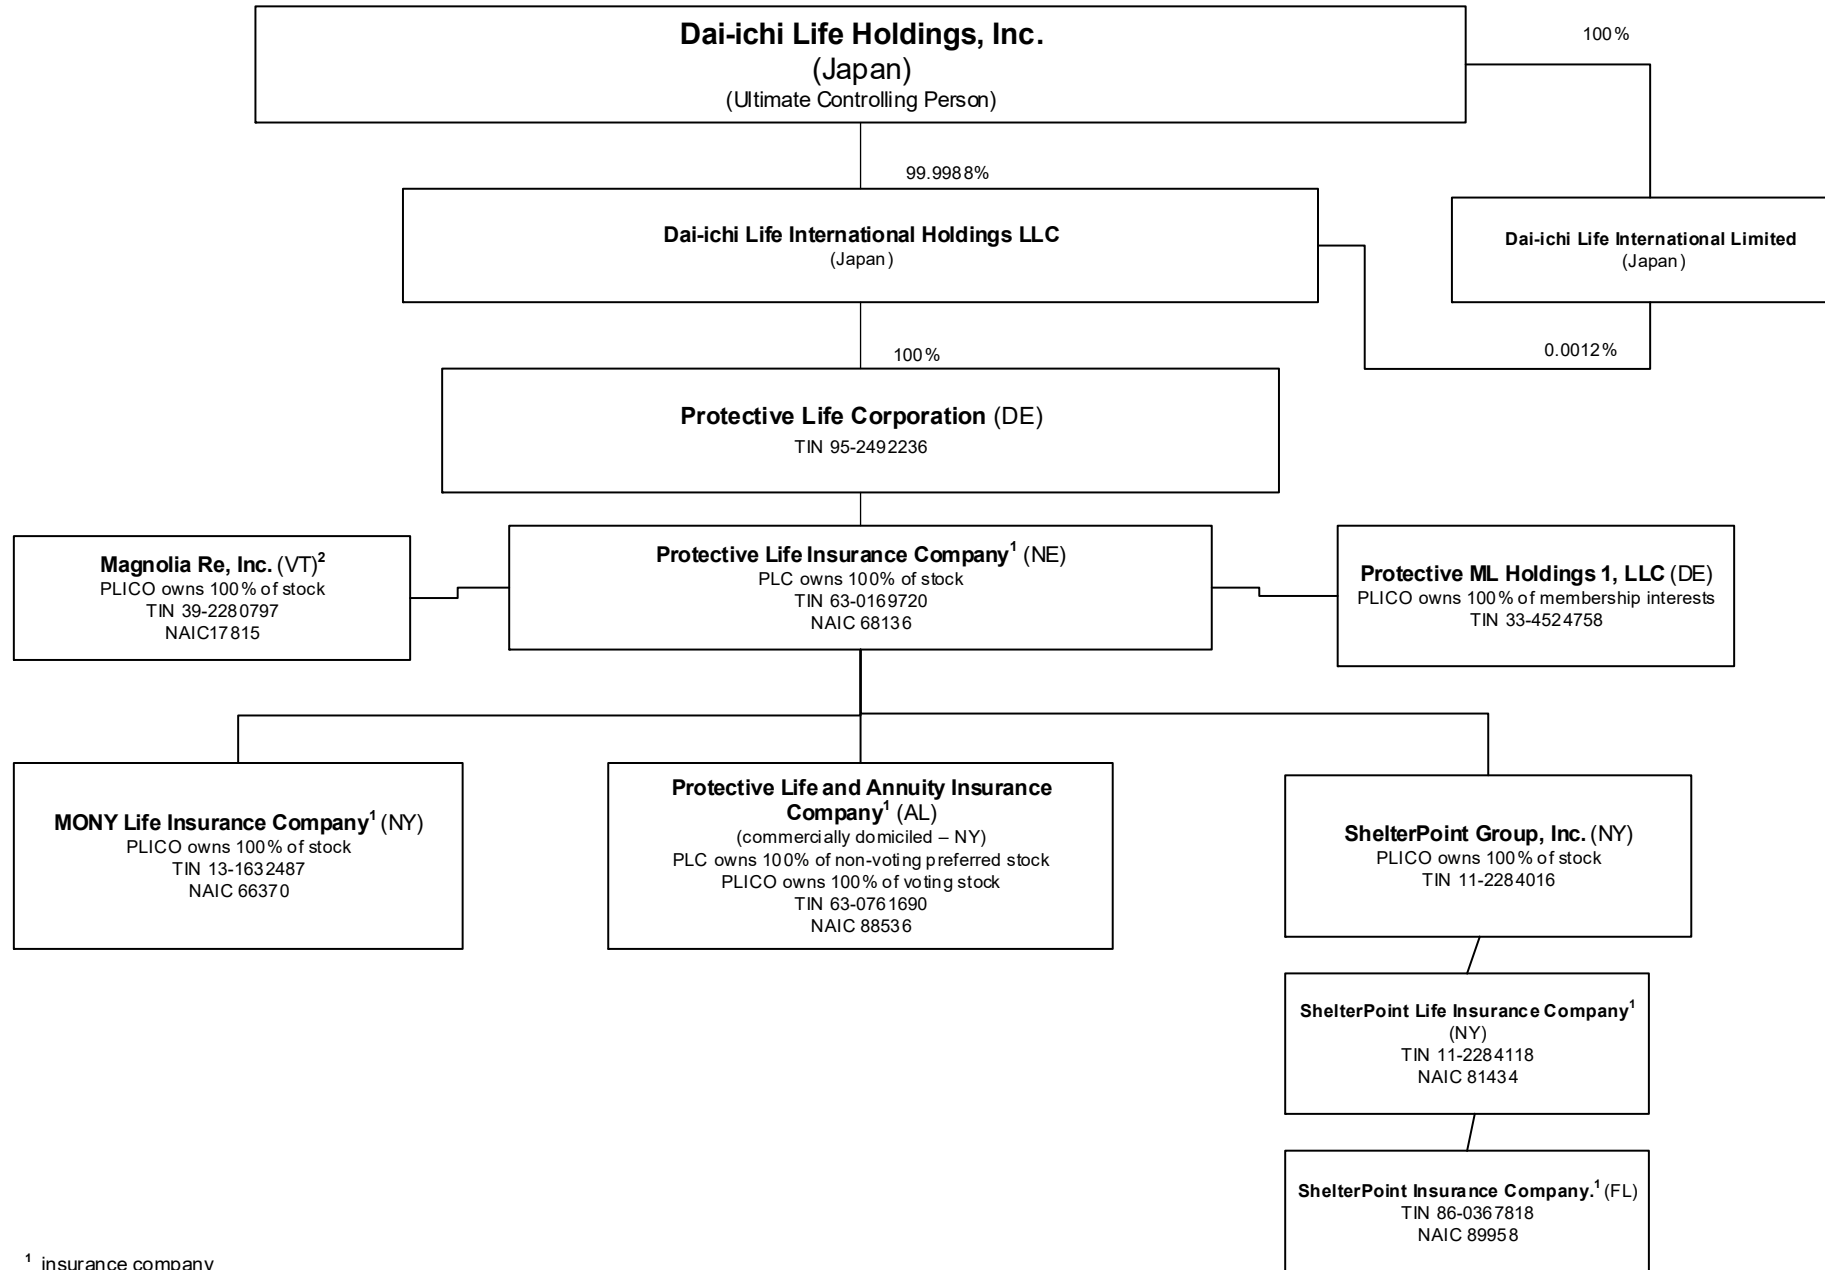 Dai-ichi Life Holdings, Inc.
(Japan)
(Ultimate Controlling Person)
100%
99.9988%
Dai-ichi Life International Holdings LLC
(Japan)
Dai-ichi Life International Limited
(Japan)
100%
0.0012%
Protective Life Corporation (DE)
TIN 95-2492236
Magnolia Re, Inc. (VT)²
PLICO owns 100% of stock
TIN 39-2280797
NAIC17815
Protective Life Insurance Company¹ (NE)
PLC owns 100% of stock
TIN 63-0169720
NAIC 68136
Protective ML Holdings 1, LLC (DE)
PLICO owns 100% of membership interests
TIN 33-4524758
MONY Life Insurance Company¹ (NY)
PLICO owns 100% of stock
TIN 13-1632487
NAIC 66370
Protective Life and Annuity Insurance
Company¹ (AL)
(commercially domiciled – NY)
PLC owns 100% of non-voting preferred stock
PLICO owns 100% of voting stock
TIN 63-0761690
NAIC 88536
ShelterPoint Group, Inc. (NY)
PLICO owns 100% of stock
TIN 11-2284016
ShelterPoint Life Insurance Company¹
(NY)
TIN 11-2284118
NAIC 81434
ShelterPoint Insurance Company.¹ (FL)
TIN 86-0367818
NAIC 89958
¹ insurance company